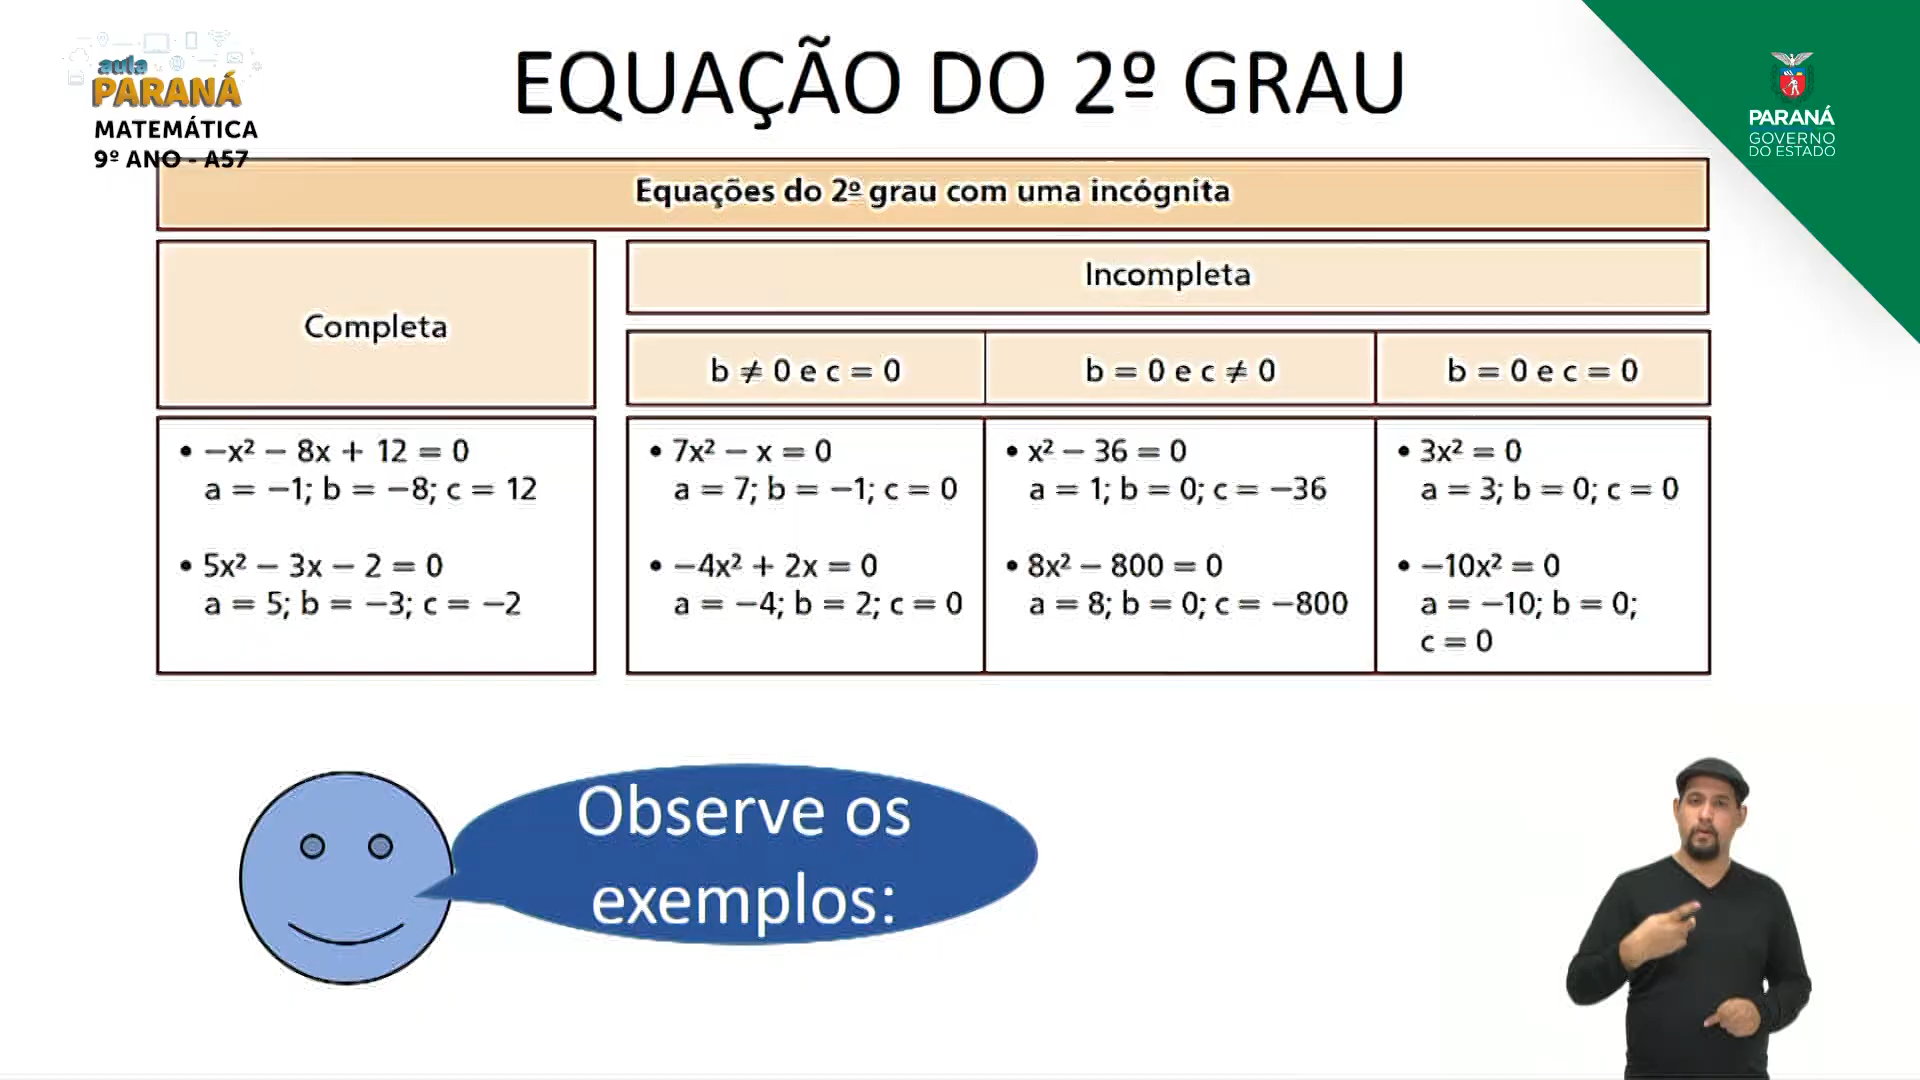 aula
PARANÁ
MATEMÁTICA
9º ANO - A57
EQUAÇÃO DO 2º GRAU
PARANÁ
GOVERNO
DO ESTADO
Equações do 2º grau com uma incógnita
Completa
Incompleta
b ≠ 0 e c = 0
b = 0 e c ≠ 0
b = 0 e c = 0
• −x² − 8x + 12 = 0
a = −1; b = −8; c = 12
• 5x² − 3x − 2 = 0
a = 5; b = −3; c = −2
• 7x² − x = 0
a = 7; b = −1; c = 0
• −4x² + 2x = 0
a = −4; b = 2; c = 0
• x² − 36 = 0
a = 1; b = 0; c = −36
• 8x² − 800 = 0
a = 8; b = 0; c = −800
• 3x² = 0
a = 3; b = 0; c = 0
• −10x² = 0
a = −10; b = 0;
c = 0
Observe os
exemplos: